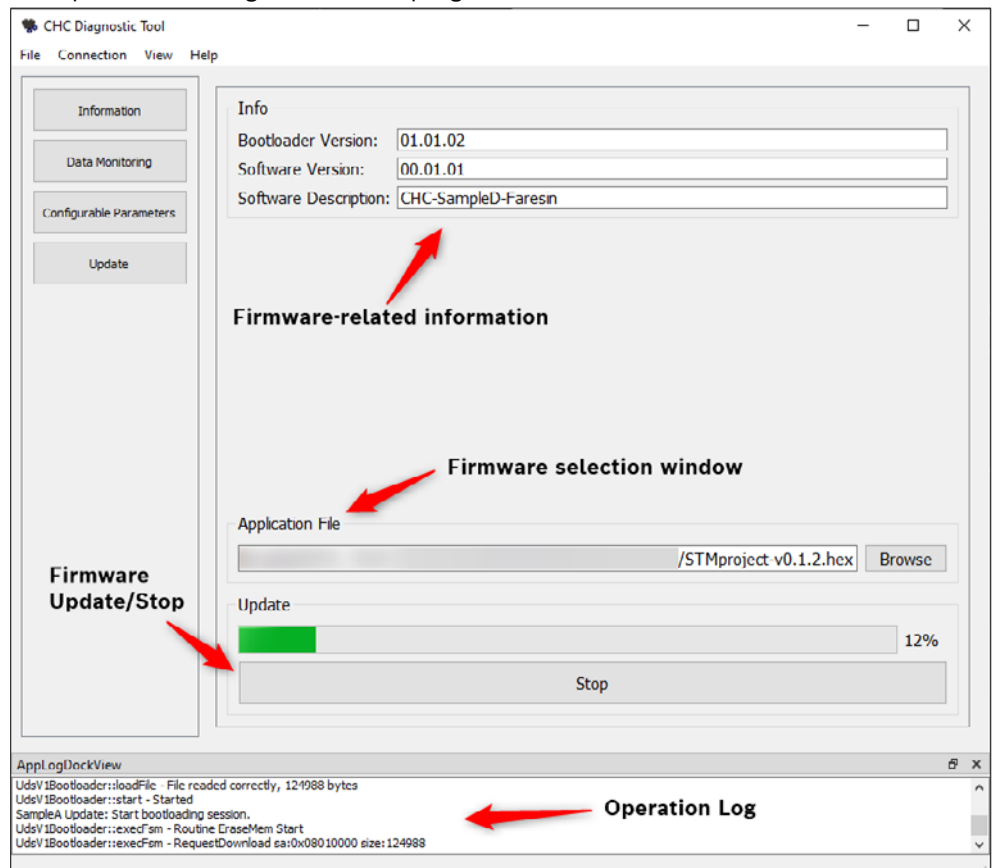 CHC Diagnostic Tool
File Connection View Help
Information
Data Monitoring
Configurable Parameters
Update
Info
Bootloader Version: 01.01.02
Software Version: 00.01.01
Software Description: CHC-SampleD-Faresin
Firmware-related information
Firmware selection window
Application File
/STMproject-v0.1.2.hex Browse
Firmware
Update/Stop
Update
12%
Stop
AppLogDockView
UdsV1Bootloader::loadFile - File readed correctly, 124988 bytes
UdsV1Bootloader::start - Started
SampleA Update: Start bootloading session.
UdsV1Bootloader::execFsm - Routine EraseMem Start
UdsV1Bootloader::execFsm - RequestDownload sa:0x08010000 size:124988
Operation Log